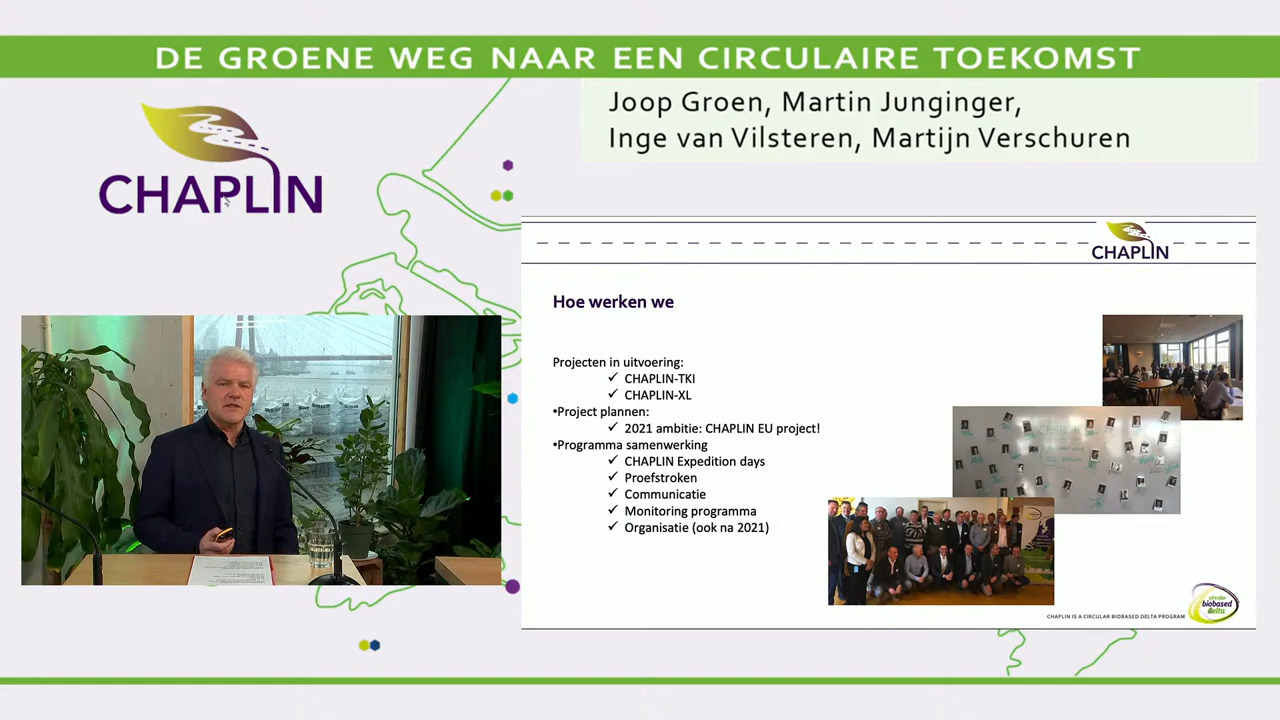 DE GROENE WEG NAAR EEN CIRCULAIRE TOEKOMST
Joop Groen, Martin Junginger,
Inge van Vilsteren, Martijn Verschuren
CHAPLIN
CHAPLIN
Hoe werken we
Projecten in uitvoering:
✓ CHAPLIN-TKI
✓ CHAPLIN-XL
•Project plannen:
✓ 2021 ambitie: CHAPLIN EU project!
•Programma samenwerking
✓ CHAPLIN Expedition days
✓ Proefstroken
✓ Communicatie
✓ Monitoring programma
✓ Organisatie (ook na 2021)
CHAPLIN IS A CIRCULAR BIOBASED DELTA PROGRAM
circular
biobased
delta